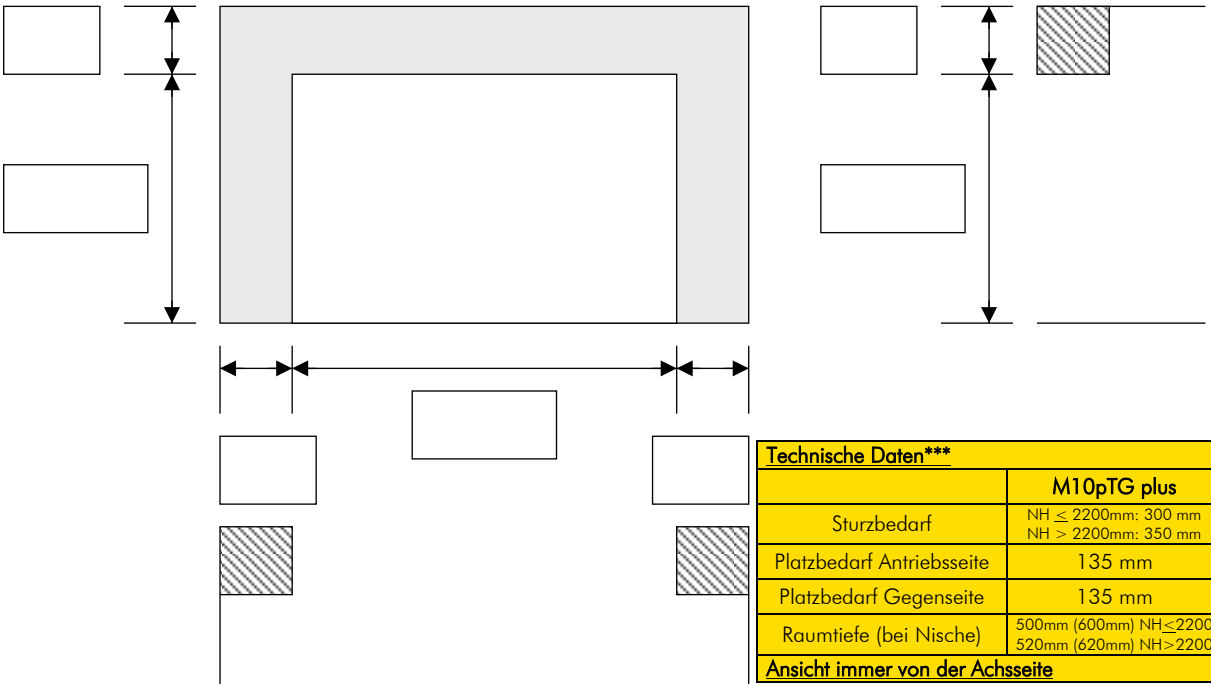 Technische Daten***
M10pTG plus
Sturzbedarf
NH ≤ 2200mm: 300 mm
NH > 2200mm: 350 mm
Platzbedarf Antriebsseite
135 mm
Platzbedarf Gegenseite
135 mm
Raumtiefe (bei Nische)
500mm (600mm) NH≤2200
520mm (620mm) NH>2200
Ansicht immer von der Achsseite